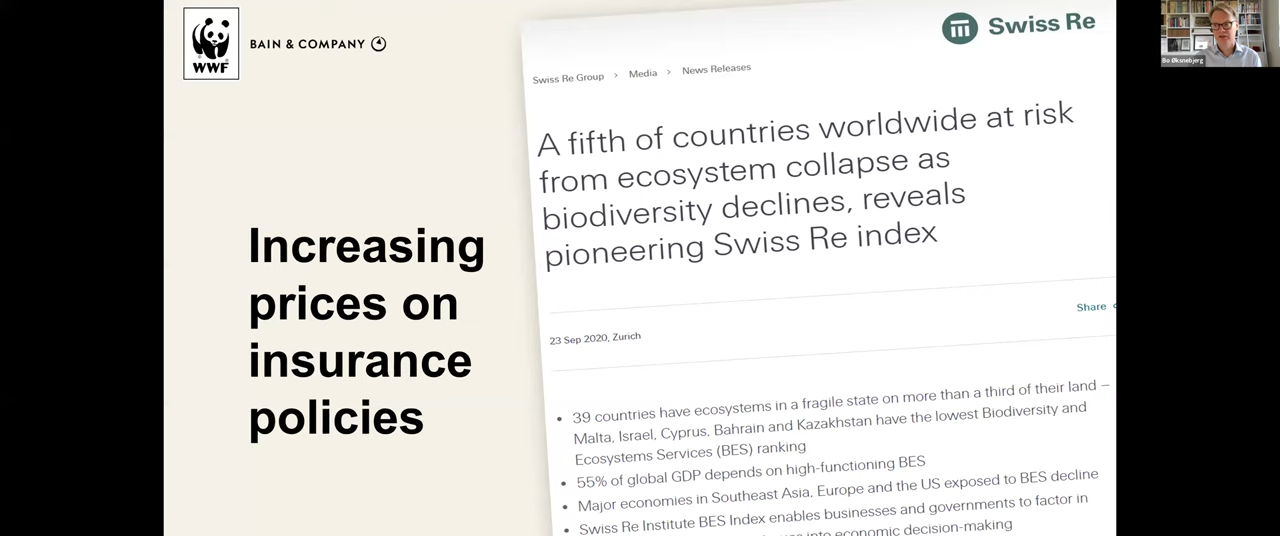 WWF
BAIN & COMPANY
Increasing
prices on
insurance
policies
Swiss Re
Swiss Re Group > Media > News Releases
A fifth of countries worldwide at risk
from ecosystem collapse as
biodiversity declines, reveals
pioneering Swiss Re index
23 Sep 2020, Zurich
Share
• 39 countries have ecosystems in a fragile state on more than a third of their land –
Malta, Israel, Cyprus, Bahrain and Kazakhstan have the lowest Biodiversity and
Ecosystems Services (BES) ranking
• 55% of global GDP depends on high-functioning BES
• Major economies in Southeast Asia, Europe and the US exposed to BES decline
• Swiss Re Institute BES Index enables businesses and governments to factor in
into economic decision-making
Bo Øksnebjerg